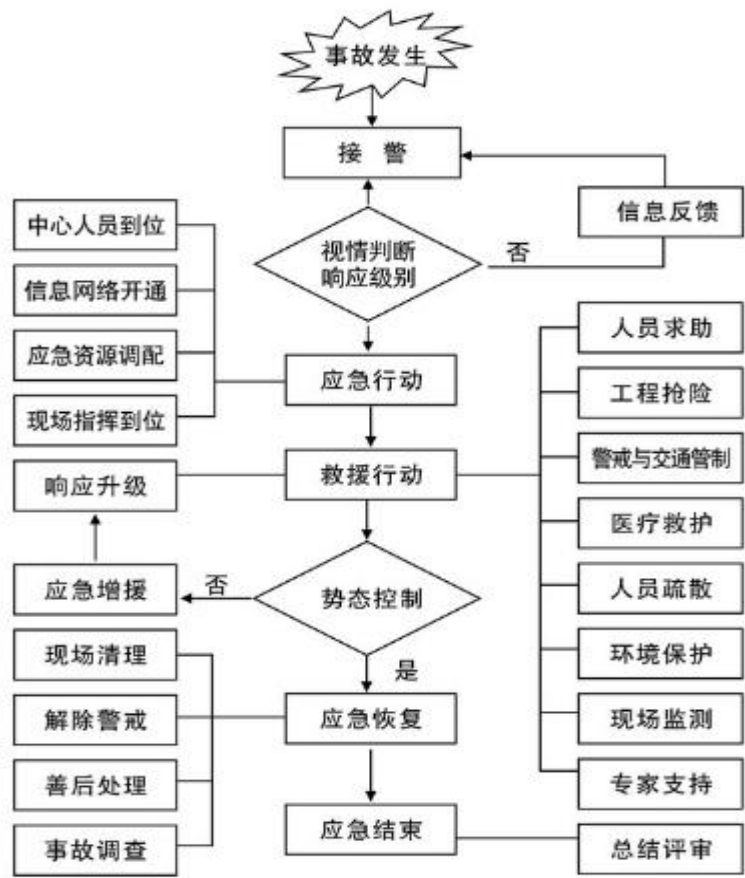 事故发生
接 警
信息反馈
中心人员到位
视情判断
响应级别
否
信息网络开通
人员求助
应急资源调配
应急行动
工程抢险
现场指挥到位
警戒与交通管制
响应升级
救援行动
医疗救护
应急增援
否
势态控制
人员疏散
现场清理
是
环境保护
解除警戒
应急恢复
现场监测
善后处理
专家支持
应急结束
事故调查
总结评审